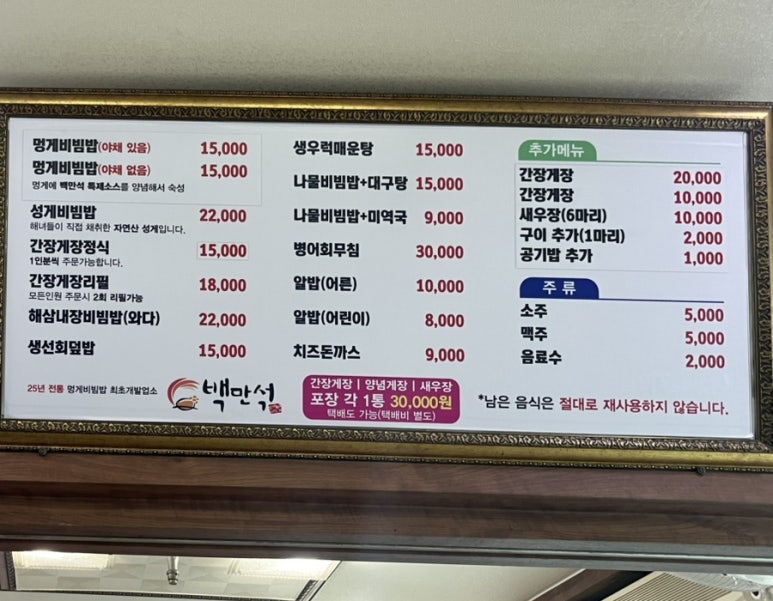 멍게비빔밥(야채 있음) 15,000
멍게비빔밥(야채 없음) 15,000
멍게에 백만석 특제소스를 양념해서 숙성
성게비빔밥 22,000
해녀들이 직접 채취한 자연산 성게입니다.
간장게장정식 15,000
1인분씩 주문가능합니다.
간장게장리필 18,000
모든인원 주문시 2회 리필가능
해삼내장비빔밥(와다) 22,000
생선회덮밥 15,000
25년 전통 멍게비빔밥 최초개발업소
백만석
생우럭매운탕 15,000
나물비빔밥+대구탕 15,000
나물비빔밥+미역국 9,000
병어회무침 30,000
알밥(어른) 10,000
알밥(어린이) 8,000
치즈돈까스 9,000
간장게장 | 양념게장 | 새우장
포장 각 1통 30,000원
택배도 가능(택배비 별도)
추가메뉴
간장게장 20,000
간장게장 10,000
새우장(6마리) 10,000
구이 추가(1마리) 2,000
공기밥 추가 1,000
주 류
소주 5,000
맥주 5,000
음료수 2,000
*남은 음식은 절대로 재사용하지 않습니다.